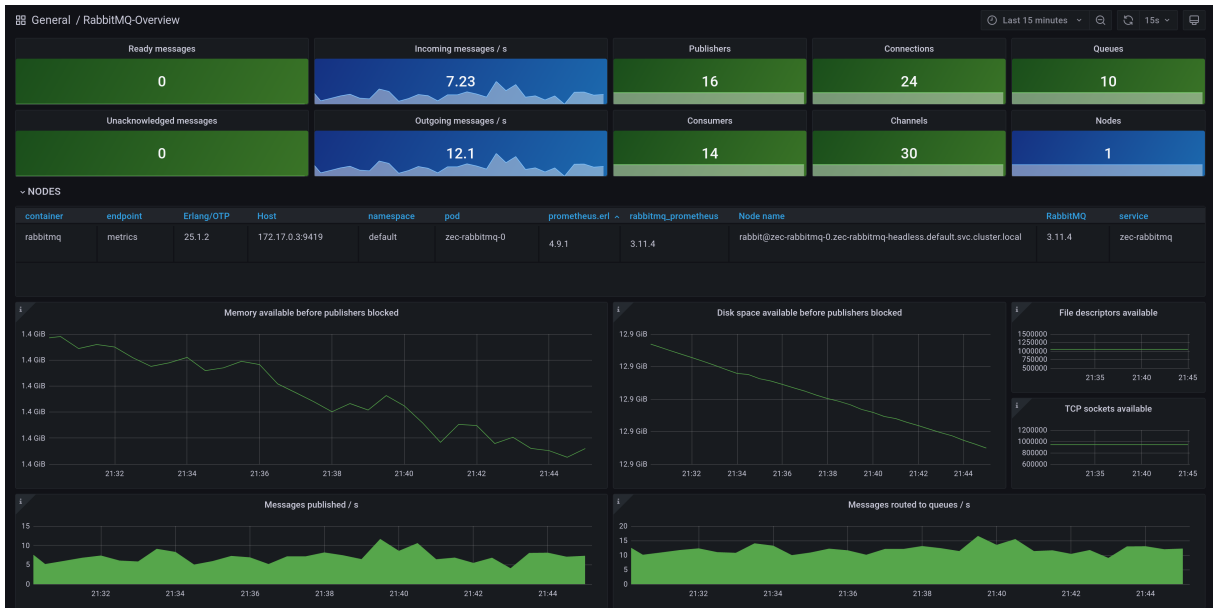 General / RabbitMQ-Overview
Last 15 minutes
15s
Ready messages
0
Incoming messages / s
7.23
Publishers
16
Connections
24
Queues
10
Unacknowledged messages
0
Outgoing messages / s
12.1
Consumers
14
Channels
30
Nodes
1
NODES
container endpoint Erlang/OTP Host namespace pod prometheus.erl rabbitmq_prometheus Node name RabbitMQ service
rabbitmq metrics 25.1.2 172.17.0.3:9419 default zec-rabbitmq-0 4.9.1 3.11.4 rabbit@zec-rabbitmq-0.zec-rabbitmq-headless.default.svc.cluster.local 3.11.4 zec-rabbitmq
Memory available before publishers blocked
1.4 GiB
1.4 GiB
1.4 GiB
1.4 GiB
1.4 GiB
1.4 GiB
21:32 21:34 21:36 21:38 21:40 21:42 21:44
Disk space available before publishers blocked
12.9 GiB
12.9 GiB
12.9 GiB
12.9 GiB
12.9 GiB
21:32 21:34 21:36 21:38 21:40 21:42 21:44
File descriptors available
1500000
1250000
1000000
750000
500000
21:35 21:40 21:45
TCP sockets available
1200000
1000000
800000
600000
21:35 21:40 21:45
Messages published / s
15
10
5
0
21:32 21:34 21:36 21:38 21:40 21:42 21:44
Messages routed to queues / s
20
15
10
5
0
21:32 21:34 21:36 21:38 21:40 21:42 21:44